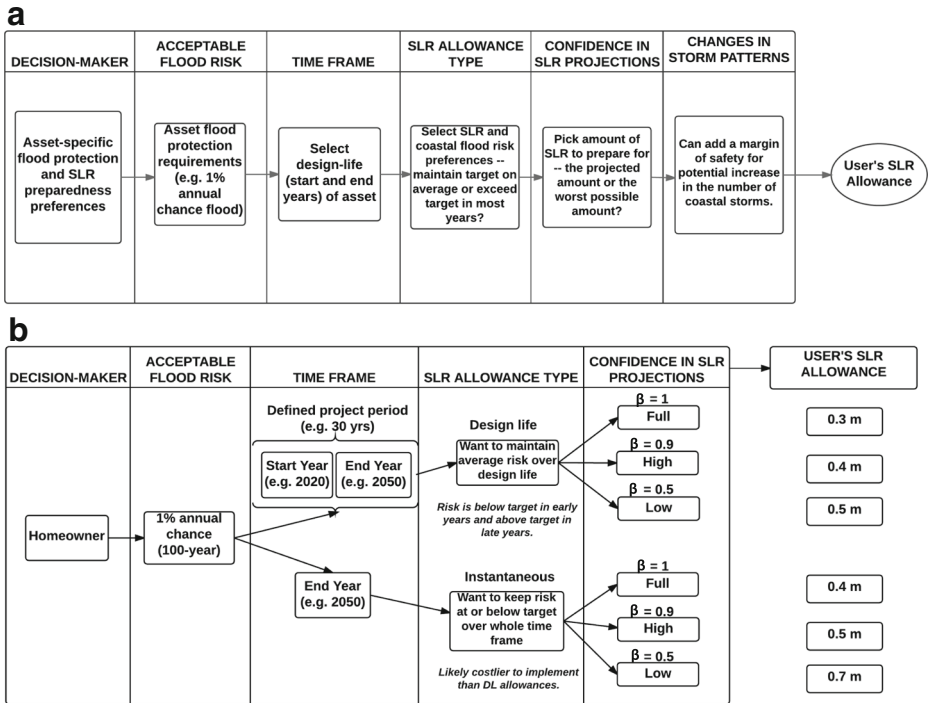 a
DECISION-MAKER
ACCEPTABLE
FLOOD RISK
TIME FRAME
SLR ALLOWANCE
TYPE
CONFIDENCE IN
SLR PROJECTIONS
CHANGES IN
STORM PATTERNS
Asset-specific
flood protection
and SLR
preparedness
preferences
Asset flood
protection
requirements
(e.g. 1%
annual
chance flood)
Select
design-life
(start and end
years) of asset
Select SLR and
coastal flood risk
preferences --
maintain target on
average or exceed
target in most
years?
Pick amount of
SLR to prepare for
-- the projected
amount or the
worst possible
amount?
Can add a margin
of safety for
potential increase
in the number of
coastal storms.
User's SLR
Allowance
b
DECISION-MAKER
ACCEPTABLE
FLOOD RISK
TIME FRAME
SLR ALLOWANCE TYPE
CONFIDENCE IN SLR
PROJECTIONS
USER'S SLR
ALLOWANCE
Homeowner
1% annual
chance
(100-year)
Defined project period
(e.g. 30 yrs)
Start Year
(e.g. 2020)
End Year
(e.g. 2050)
End Year
(e.g. 2050)
Design life
Want to maintain
average risk over
design life
Risk is below target in early
years and above target in
late years.
Instantaneous
Want to keep risk
at or below target
over whole time
frame
Likely costlier to implement
than DL allowances.
β = 1
Full
β = 0.9
High
β = 0.5
Low
β = 1
Full
β = 0.9
High
β = 0.5
Low
0.3 m
0.4 m
0.5 m
0.4 m
0.5 m
0.7 m